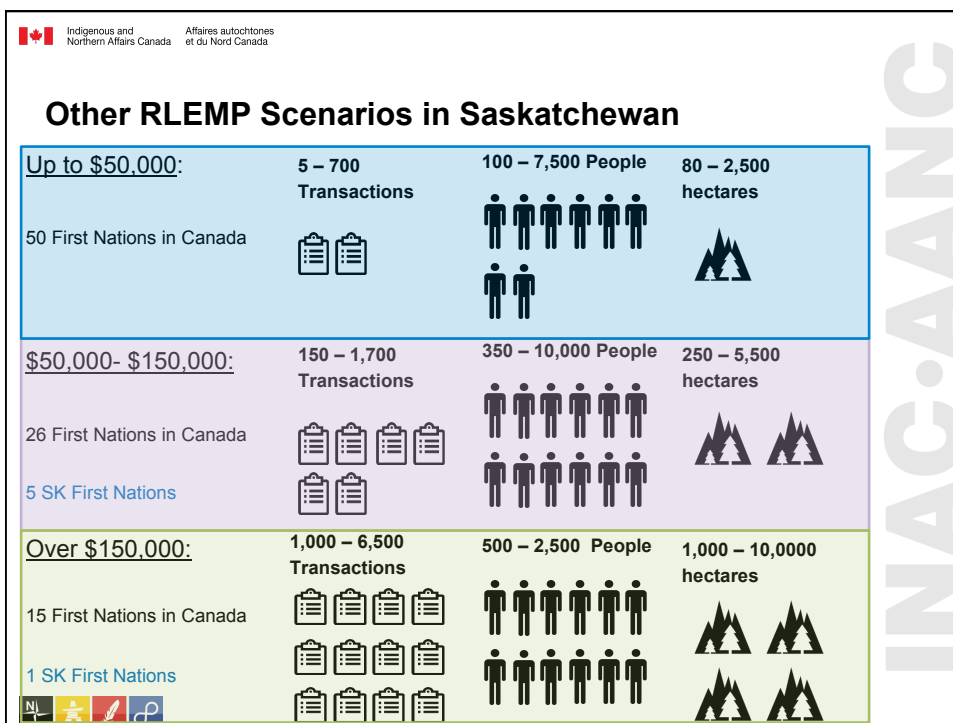 Indigenous and Northern Affairs Canada
Affaires autochtones et du Nord Canada
Other RLEMP Scenarios in Saskatchewan
Up to $50,000:
50 First Nations in Canada
5 – 700
Transactions
100 – 7,500 People
80 – 2,500
hectares
$50,000- $150,000:
26 First Nations in Canada
5 SK First Nations
150 – 1,700
Transactions
350 – 10,000 People
250 – 5,500
hectares
Over $150,000:
15 First Nations in Canada
1 SK First Nations
1,000 – 6,500
Transactions
500 – 2,500 People
1,000 – 10,0000
hectares
INAC•AANC
N